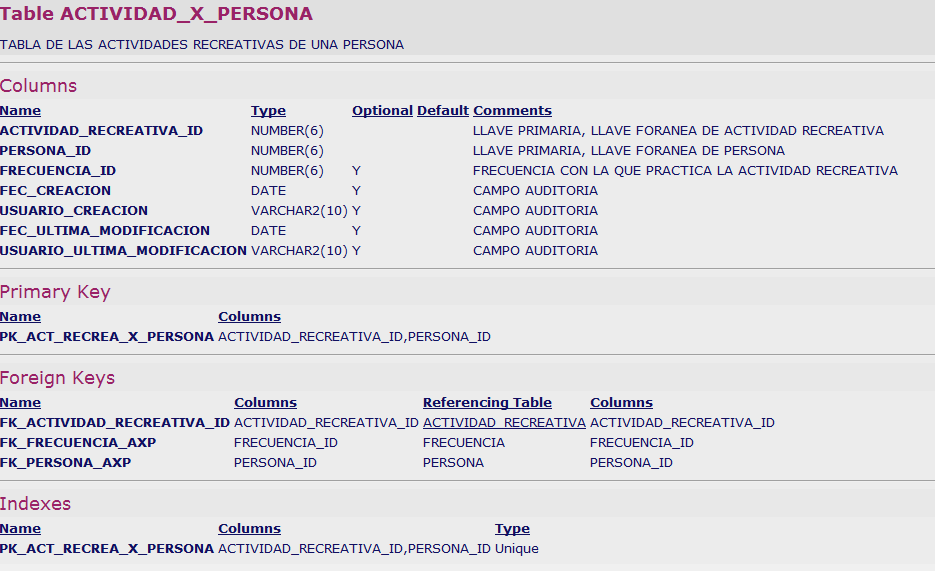 Table ACTIVIDAD_X_PERSONA
TABLA DE LAS ACTIVIDADES RECREATIVAS DE UNA PERSONA
Columns
Name Type Optional Default Comments
ACTIVIDAD_RECREATIVA_ID NUMBER(6) LLAVE PRIMARIA, LLAVE FORANEA DE ACTIVIDAD RECREATIVA
PERSONA_ID NUMBER(6) LLAVE PRIMARIA, LLAVE FORANEA DE PERSONA
FRECUENCIA_ID NUMBER(6) Y FRECUENCIA CON LA QUE PRACTICA LA ACTIVIDAD RECREATIVA
FEC_CREACION DATE Y CAMPO AUDITORIA
USUARIO_CREACION VARCHAR2(10) Y CAMPO AUDITORIA
FEC_ULTIMA_MODIFICACION DATE Y CAMPO AUDITORIA
USUARIO_ULTIMA_MODIFICACION VARCHAR2(10) Y CAMPO AUDITORIA
Primary Key
Name Columns
PK_ACT_RECREA_X_PERSONA ACTIVIDAD_RECREATIVA_ID,PERSONA_ID
Foreign Keys
Name Columns Referencing Table Columns
FK_ACTIVIDAD_RECREATIVA_ID ACTIVIDAD_RECREATIVA_ID ACTIVIDAD_RECREATIVA ACTIVIDAD_RECREATIVA_ID
FK_FRECUENCIA_AXP FRECUENCIA_ID FRECUENCIA FRECUENCIA_ID
FK_PERSONA_AXP PERSONA_ID PERSONA PERSONA_ID
Indexes
Name Columns Type
PK_ACT_RECREA_X_PERSONA ACTIVIDAD_RECREATIVA_ID,PERSONA_ID Unique